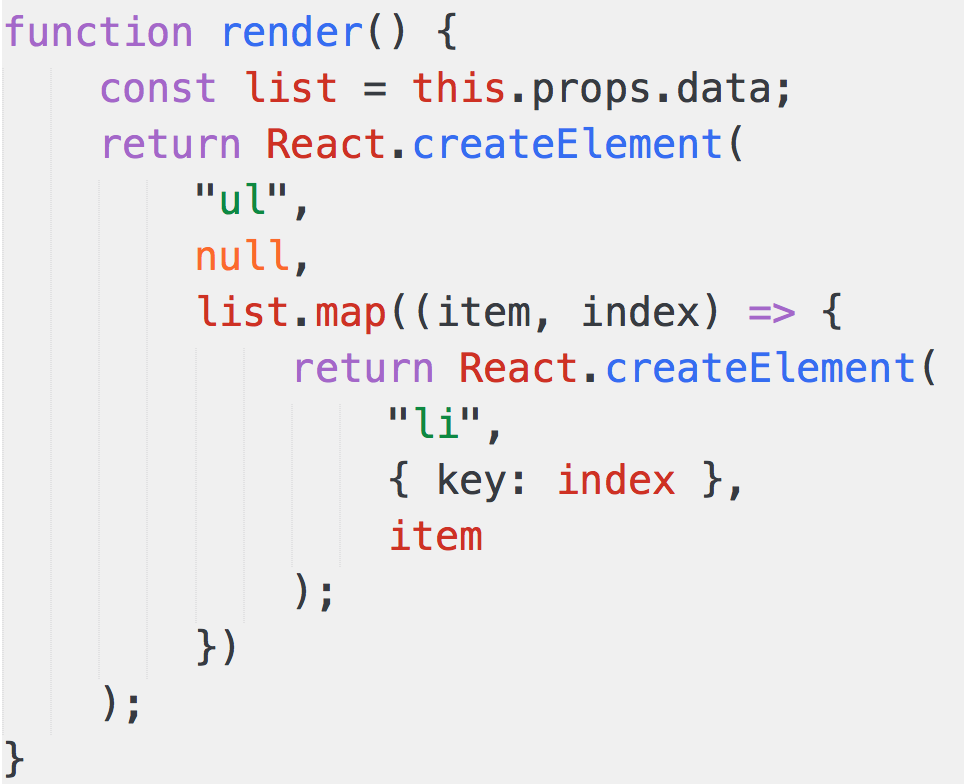 function render() {
    const list = this.props.data;
    return React.createElement(
        "ul",
        null,
        list.map((item, index) => {
            return React.createElement(
                "li",
                { key: index },
                item
            );
        })
    );
}